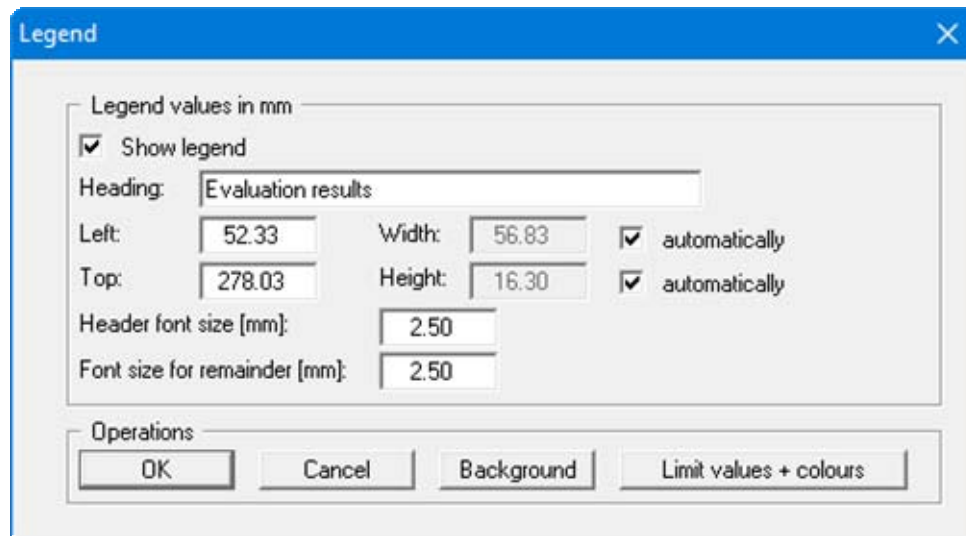 Legend
Legend values in mm
Show legend
Heading: Evaluation results
Left: 52.33 Width: 56.83 automatically
Top: 278.03 Height: 16.30 automatically
Header font size [mm]: 2.50
Font size for remainder [mm]: 2.50
Operations
OK Cancel Background Limit values + colours